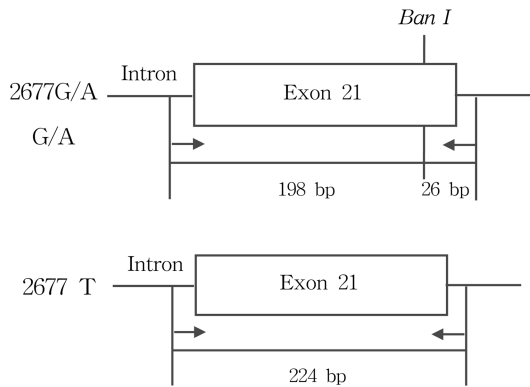 Ban I
Intron
2677G/A
Exon 21
G/A
198 bp
26 bp
Intron
2677 T
Exon 21
224 bp